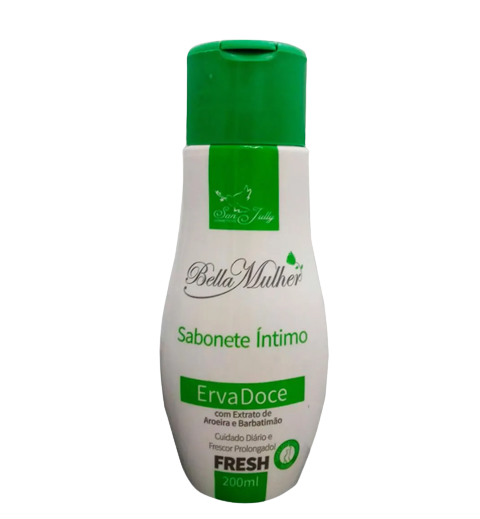 San Jully
Bella Mulher
Sabonete Íntimo
ErvaDoce
com Extrato de
Aroeira e Barbatimão
Cuidado Diário e
Frescor Prolongado!
FRESH
200ml